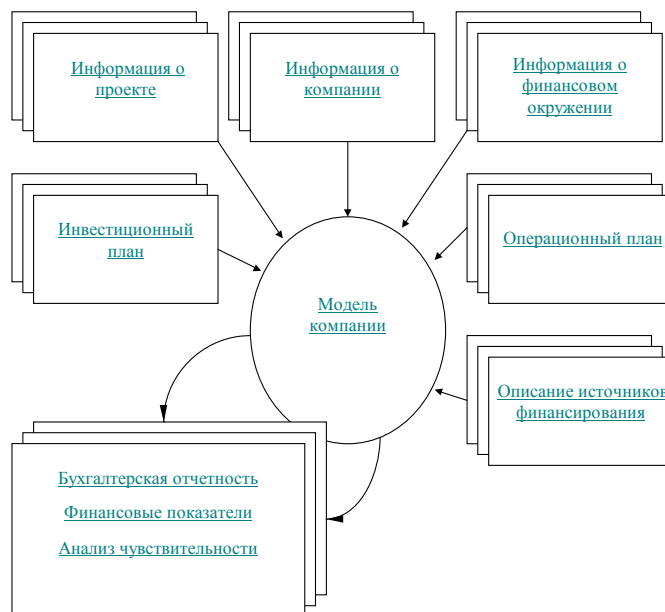 Информация о
проекте
Информация о
компании
Информация о
финансовом
окружении
Инвестиционный
план
Модель
компании
Операционный план
Описание источников
финансирования
Бухгалтерская отчетность
Финансовые показатели
Анализ чувствительности